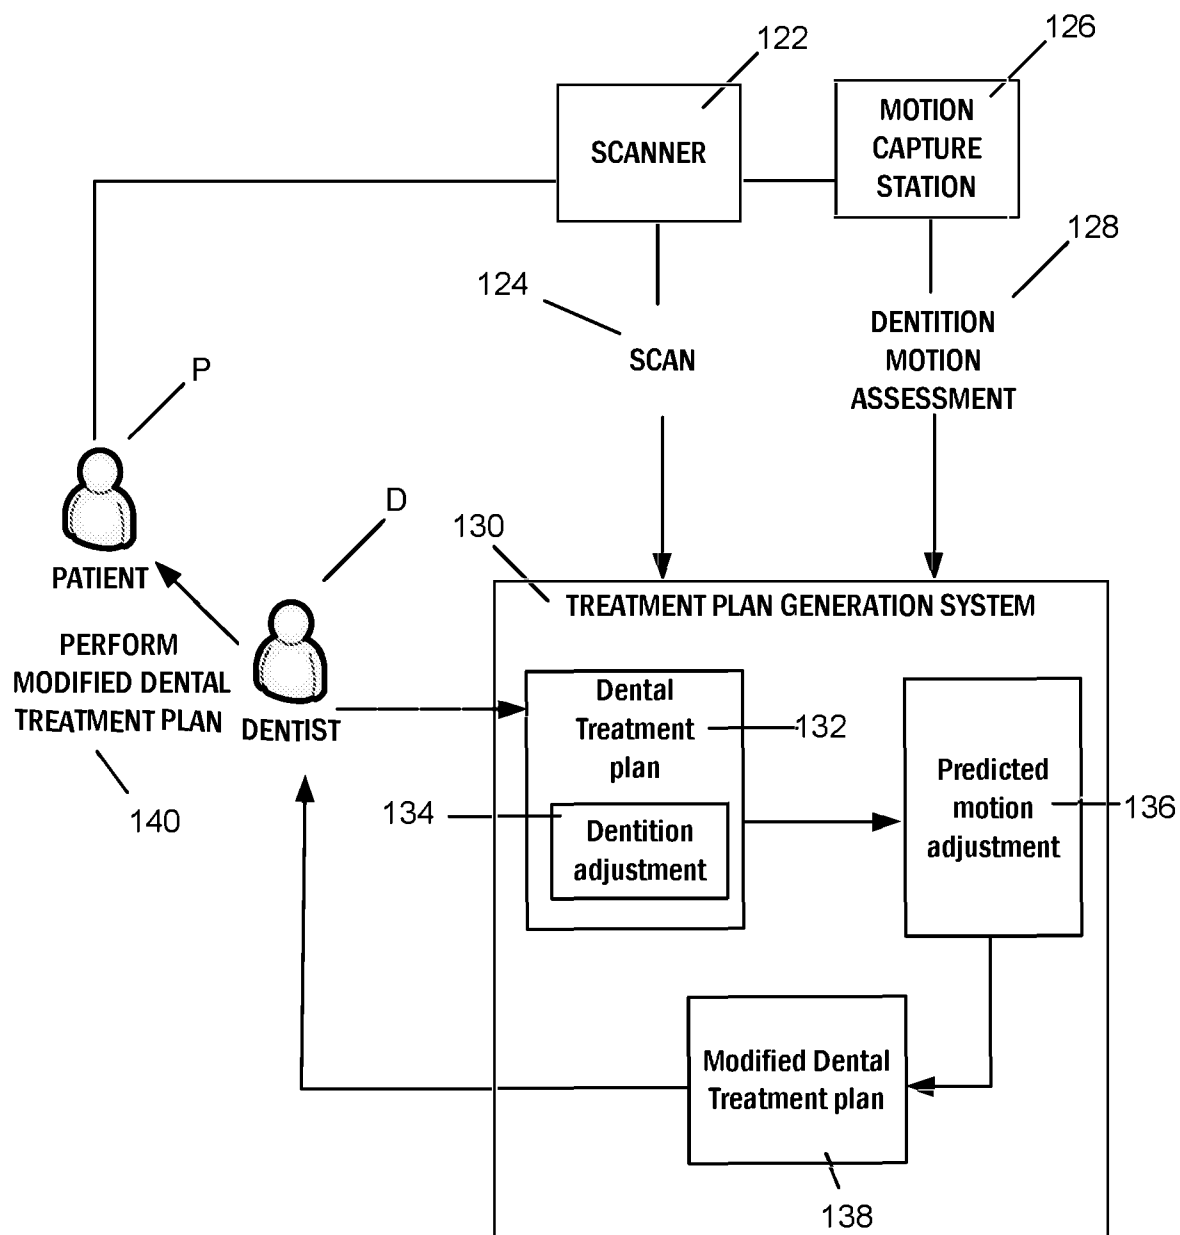 122
126
SCANNER
MOTION
CAPTURE
STATION
124
128
SCAN
DENTITION
MOTION
ASSESSMENT
P
D
PATIENT
PERFORM
MODIFIED DENTAL
TREATMENT PLAN
DENTIST
140
130
TREATMENT PLAN GENERATION SYSTEM
Dental
Treatment
plan
132
134
Dentition
adjustment
Predicted
motion
adjustment
136
Modified Dental
Treatment plan
138